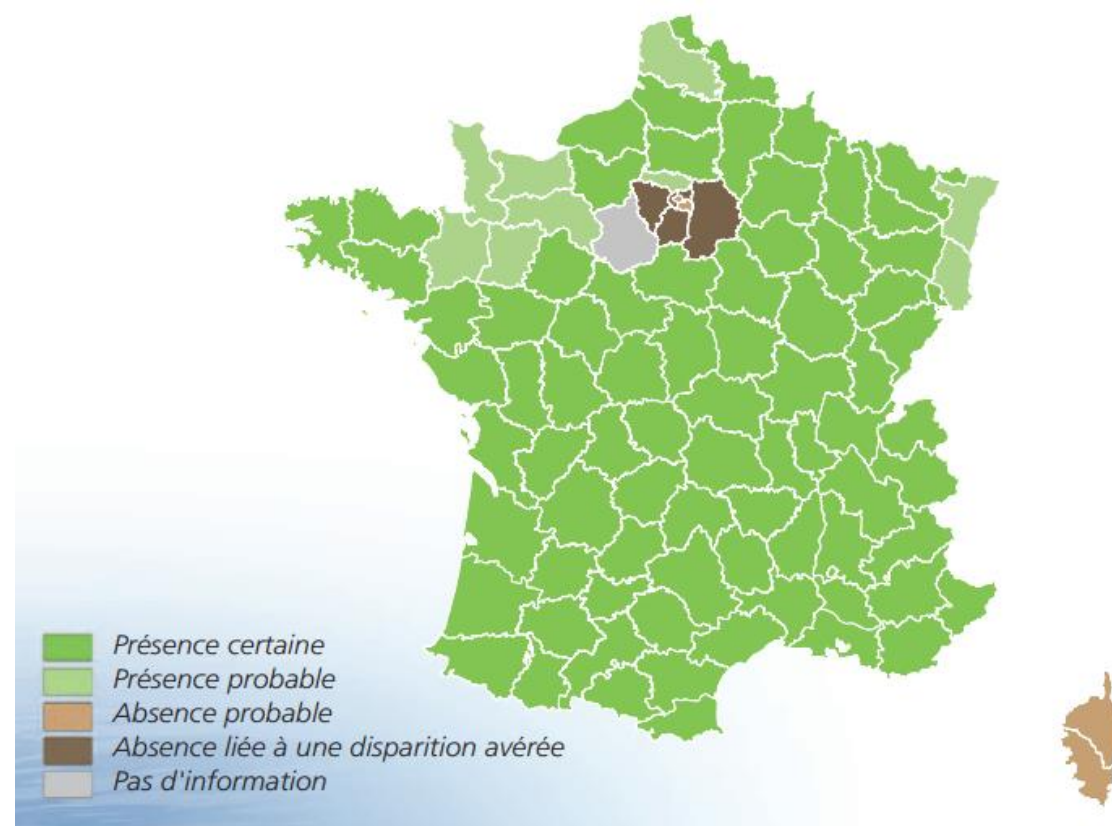 Présence certaine
Présence probable
Absence probable
Absence liée à une disparition avérée
Pas d'information